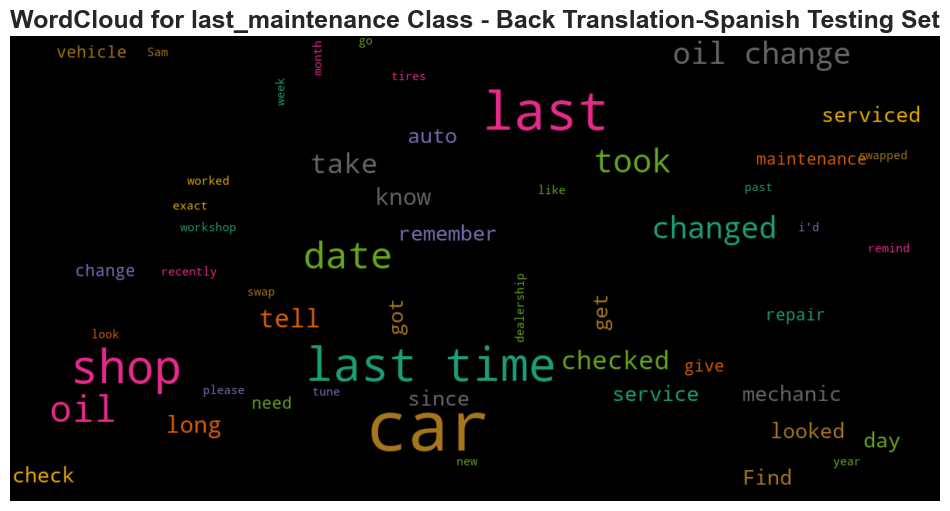 WordCloud for last_maintenance Class - Back Translation-Spanish Testing Set
vehicle
Sam
month
go
oil change
tires
week
last
serviced
auto
took
take
maintenance
swapped
worked
know
like
past
exact
workshop
remember
changed
i'd
date
remind
change
recently
swap
dealership
got
get
tell
repair
look
shop
last time
checked
give
please
tune
need
since
service
mechanic
oil
long
car
looked
day
new
year
check
Find